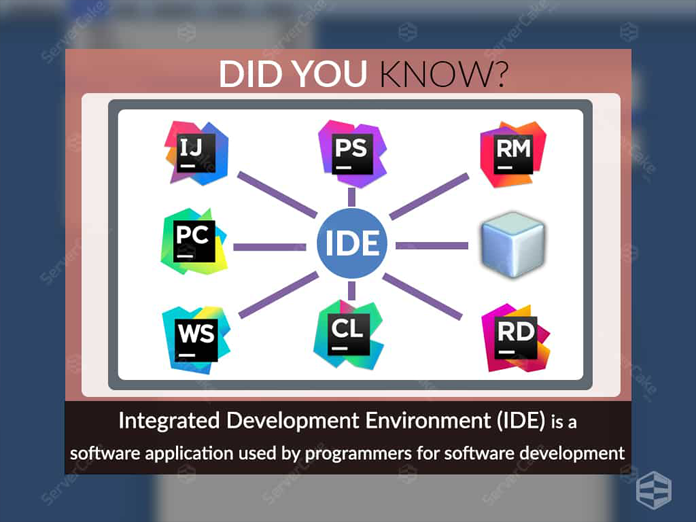 DID YOU KNOW?
IJ
PS
RM
PC
IDE
WS
CL
RD
Integrated Development Environment (IDE) is a
software application used by programmers for software development
ServerCake